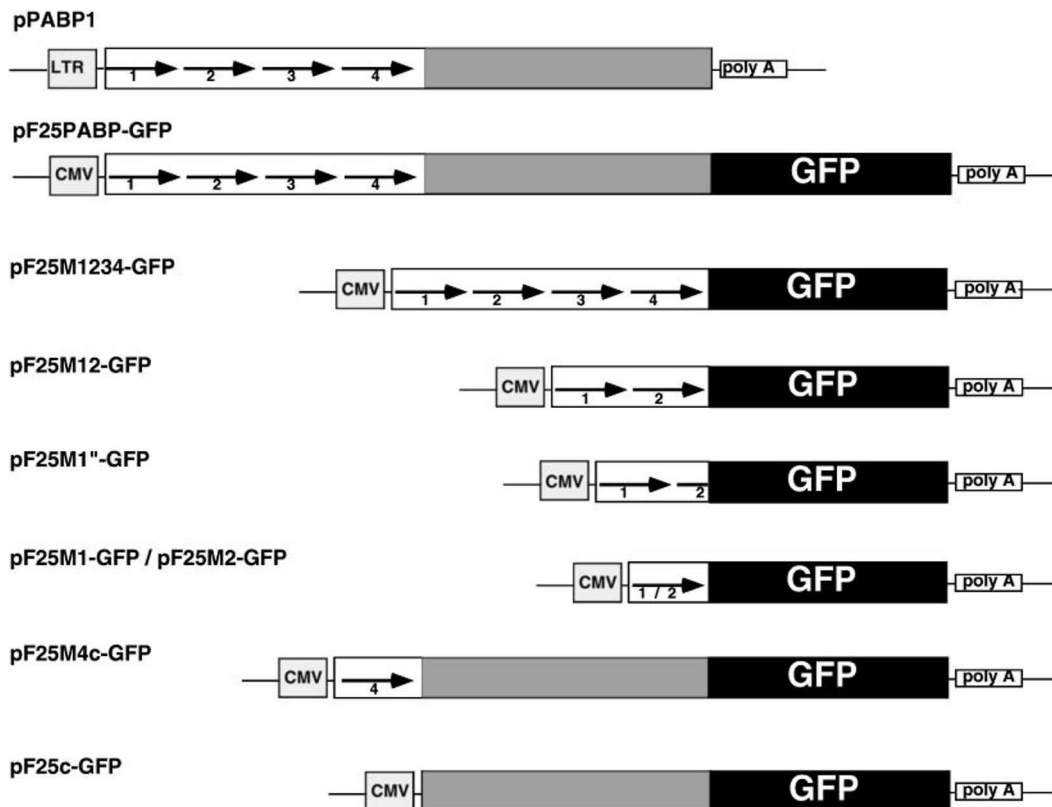 pPABP1
LTR 1 2 3 4 poly A
pF25PABP-GFP
CMV 1 2 3 4 GFP poly A
pF25M1234-GFP
CMV 1 2 3 4 GFP poly A
pF25M12-GFP
CMV 1 2 GFP poly A
pF25M1"-GFP
CMV 1 2 GFP poly A
pF25M1-GFP / pF25M2-GFP
CMV 1 / 2 GFP poly A
pF25M4c-GFP
CMV 4 GFP poly A
pF25c-GFP
CMV GFP poly A